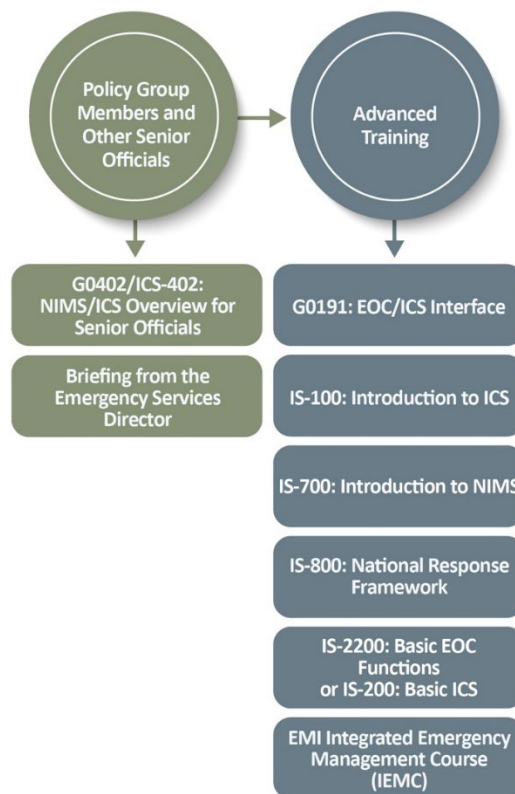 Policy Group
Members and
Other Senior
Officials
Advanced
Training
G0402/ICS-402:
NIMS/ICS Overview for
Senior Officials
Briefing from the
Emergency Services
Director
G0191: EOC/ICS Interface
IS-100: Introduction to ICS
IS-700: Introduction to NIMS
IS-800: National Response
Framework
IS-2200: Basic EOC
Functions
or IS-200: Basic ICS
EMI Integrated Emergency
Management Course
(IEMC)